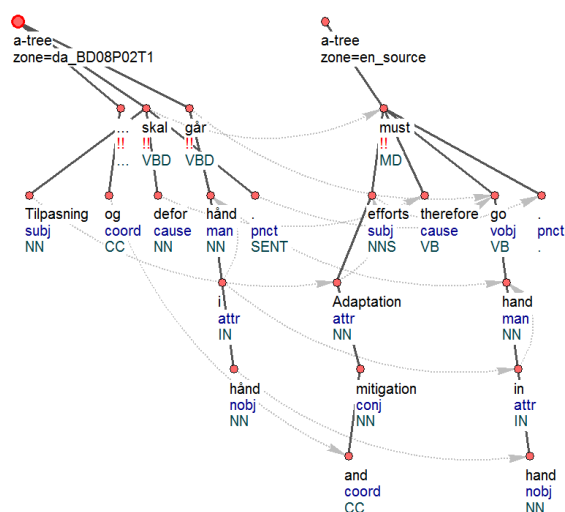 a-tree
zone=da_BD08P02T1
a-tree
zone=en_source
... skal går must
!! !! !! !!
... VBD VBD MD
Tilpasning og defor hånd . efforts therefore go .
subj coord cause man pnct subj cause vobj pnct
NN CC NN NN SENT NNS VB VB .
i Adaptation hand
attr attr man
IN NN NN
hånd mitigation in
nobj conj attr
NN NN IN
and hand
coord nobj
CC NN